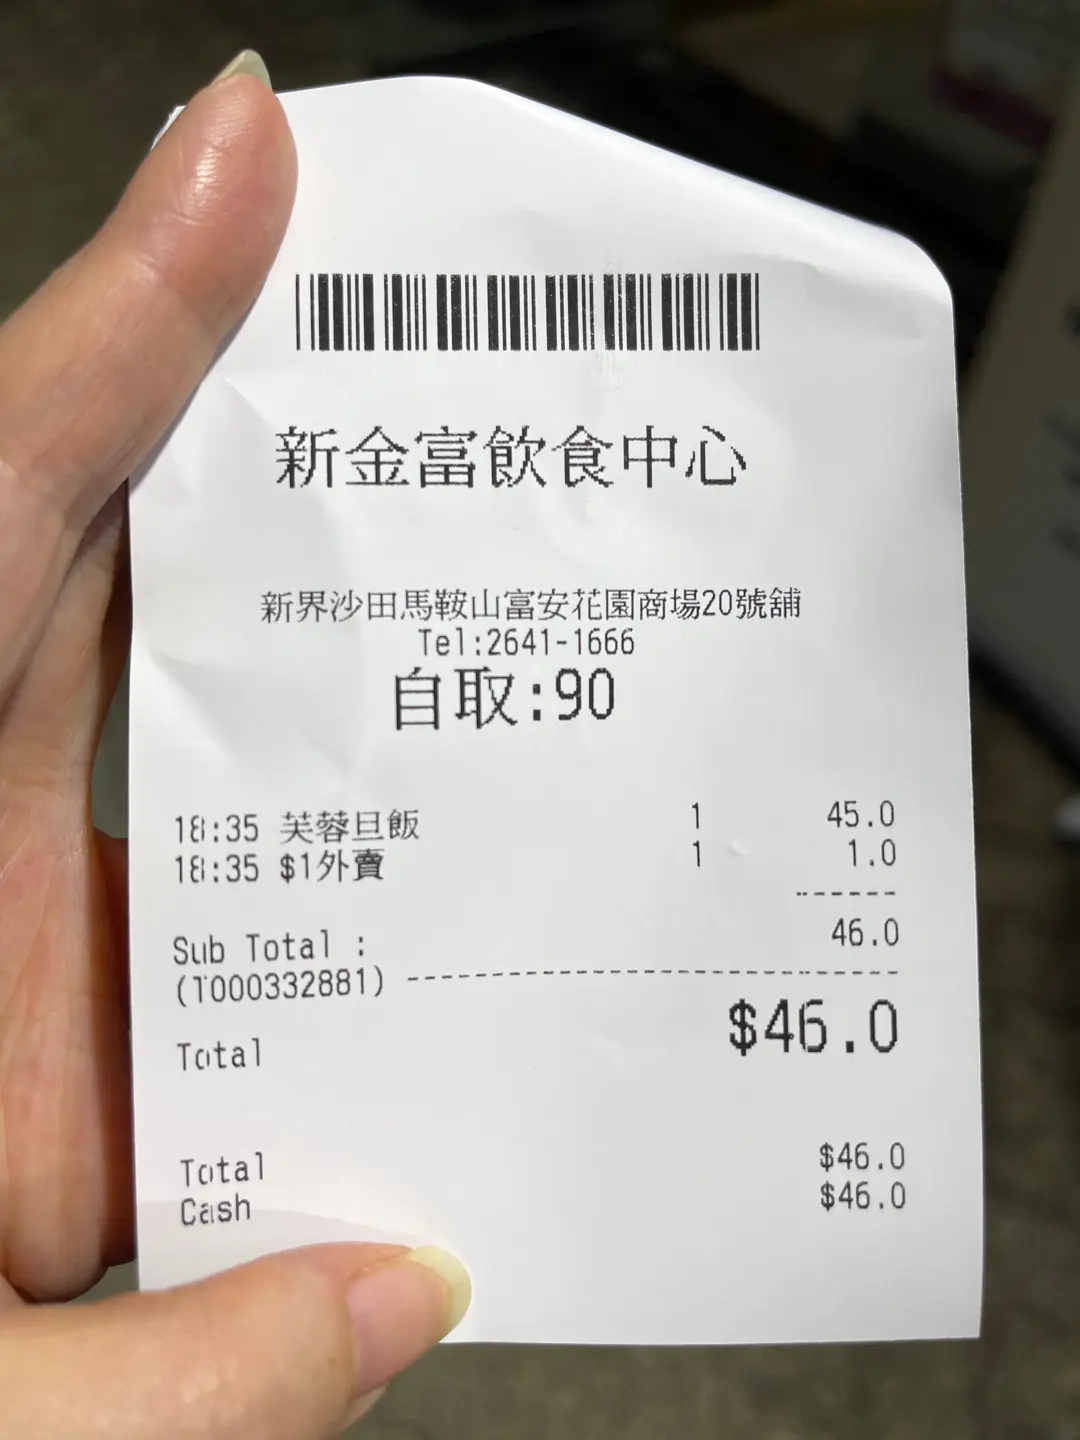 新金富飲食中心
新界沙田馬鞍山富安花園商場20號舖
Tel:2641-1666
自取:90
18:35 芙蓉旦飯 1 45.0
18:35 $1外賣 1 1.0
Sub Total : 46.0
(T000332881)
Total $46.0
Total $46.0
Cash $46.0